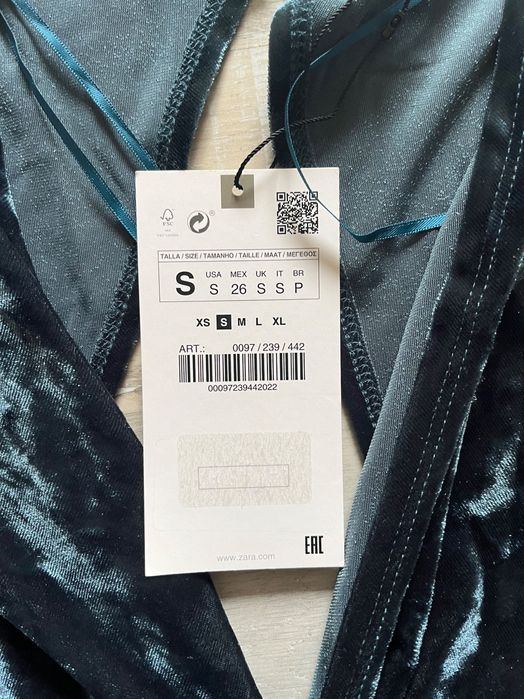 FSC
TALLA / SIZE / TAMANHO / TAILLE / MAAT / ΜΕΓΕΘΟΣ
S
USA MEX UK IT BR
S 26 S S P
XS S M L XL
ART.: 0097 / 239 / 442
00097239442022
www.zara.com
EAC